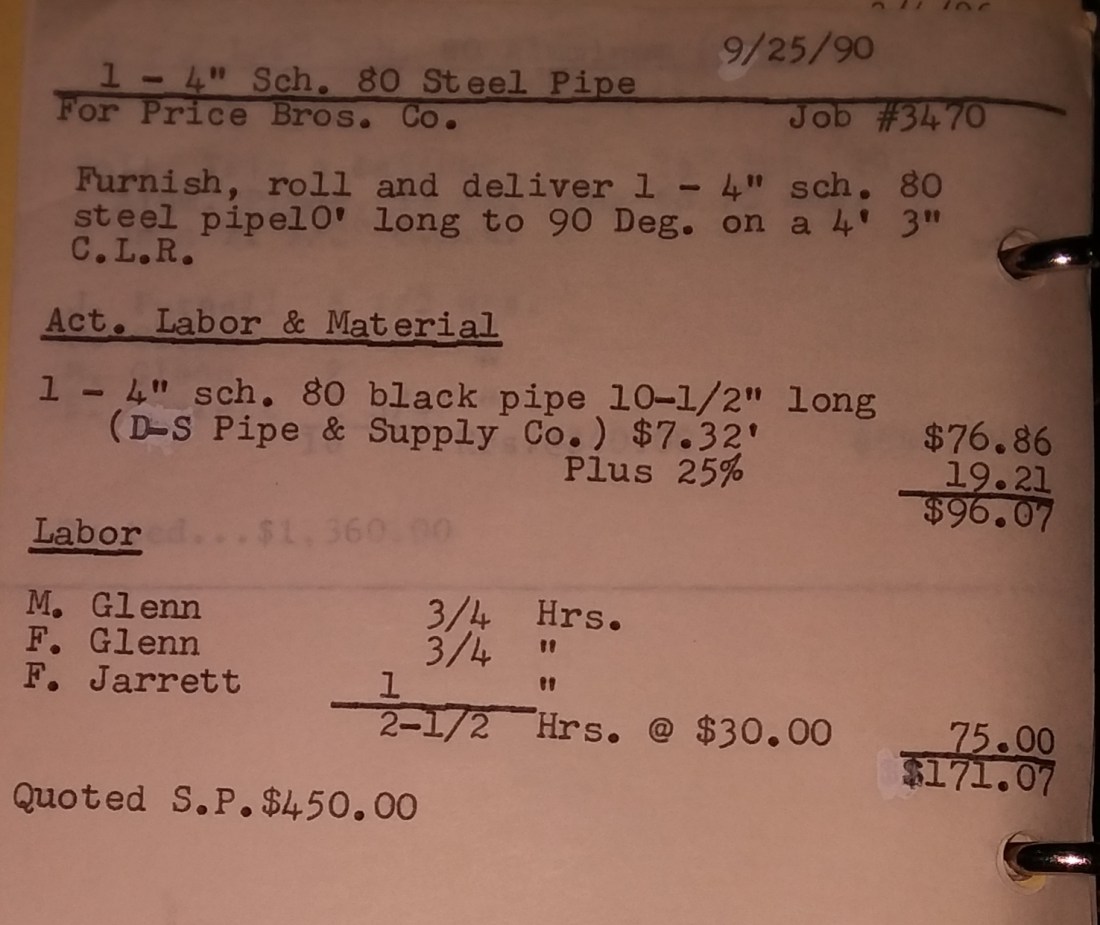 9/25/90
1 - 4" Sch. 80 Steel Pipe
For Price Bros. Co. Job #3470
Furnish, roll and deliver 1 - 4" sch. 80
steel pipe10' long to 90 Deg. on a 4' 3"
C.L.R.
Act. Labor & Material
1 - 4" sch. 80 black pipe 10-1/2" long
(D-S Pipe & Supply Co.) $7.32' $76.86
Plus 25% 19.21
$96.07
Labor ed...$1,360.00
M. Glenn 3/4 Hrs.
F. Glenn 3/4 "
F. Jarrett 1 "
2-1/2 Hrs. @ $30.00 75.00
$171.07
Quoted S.P.$450.00